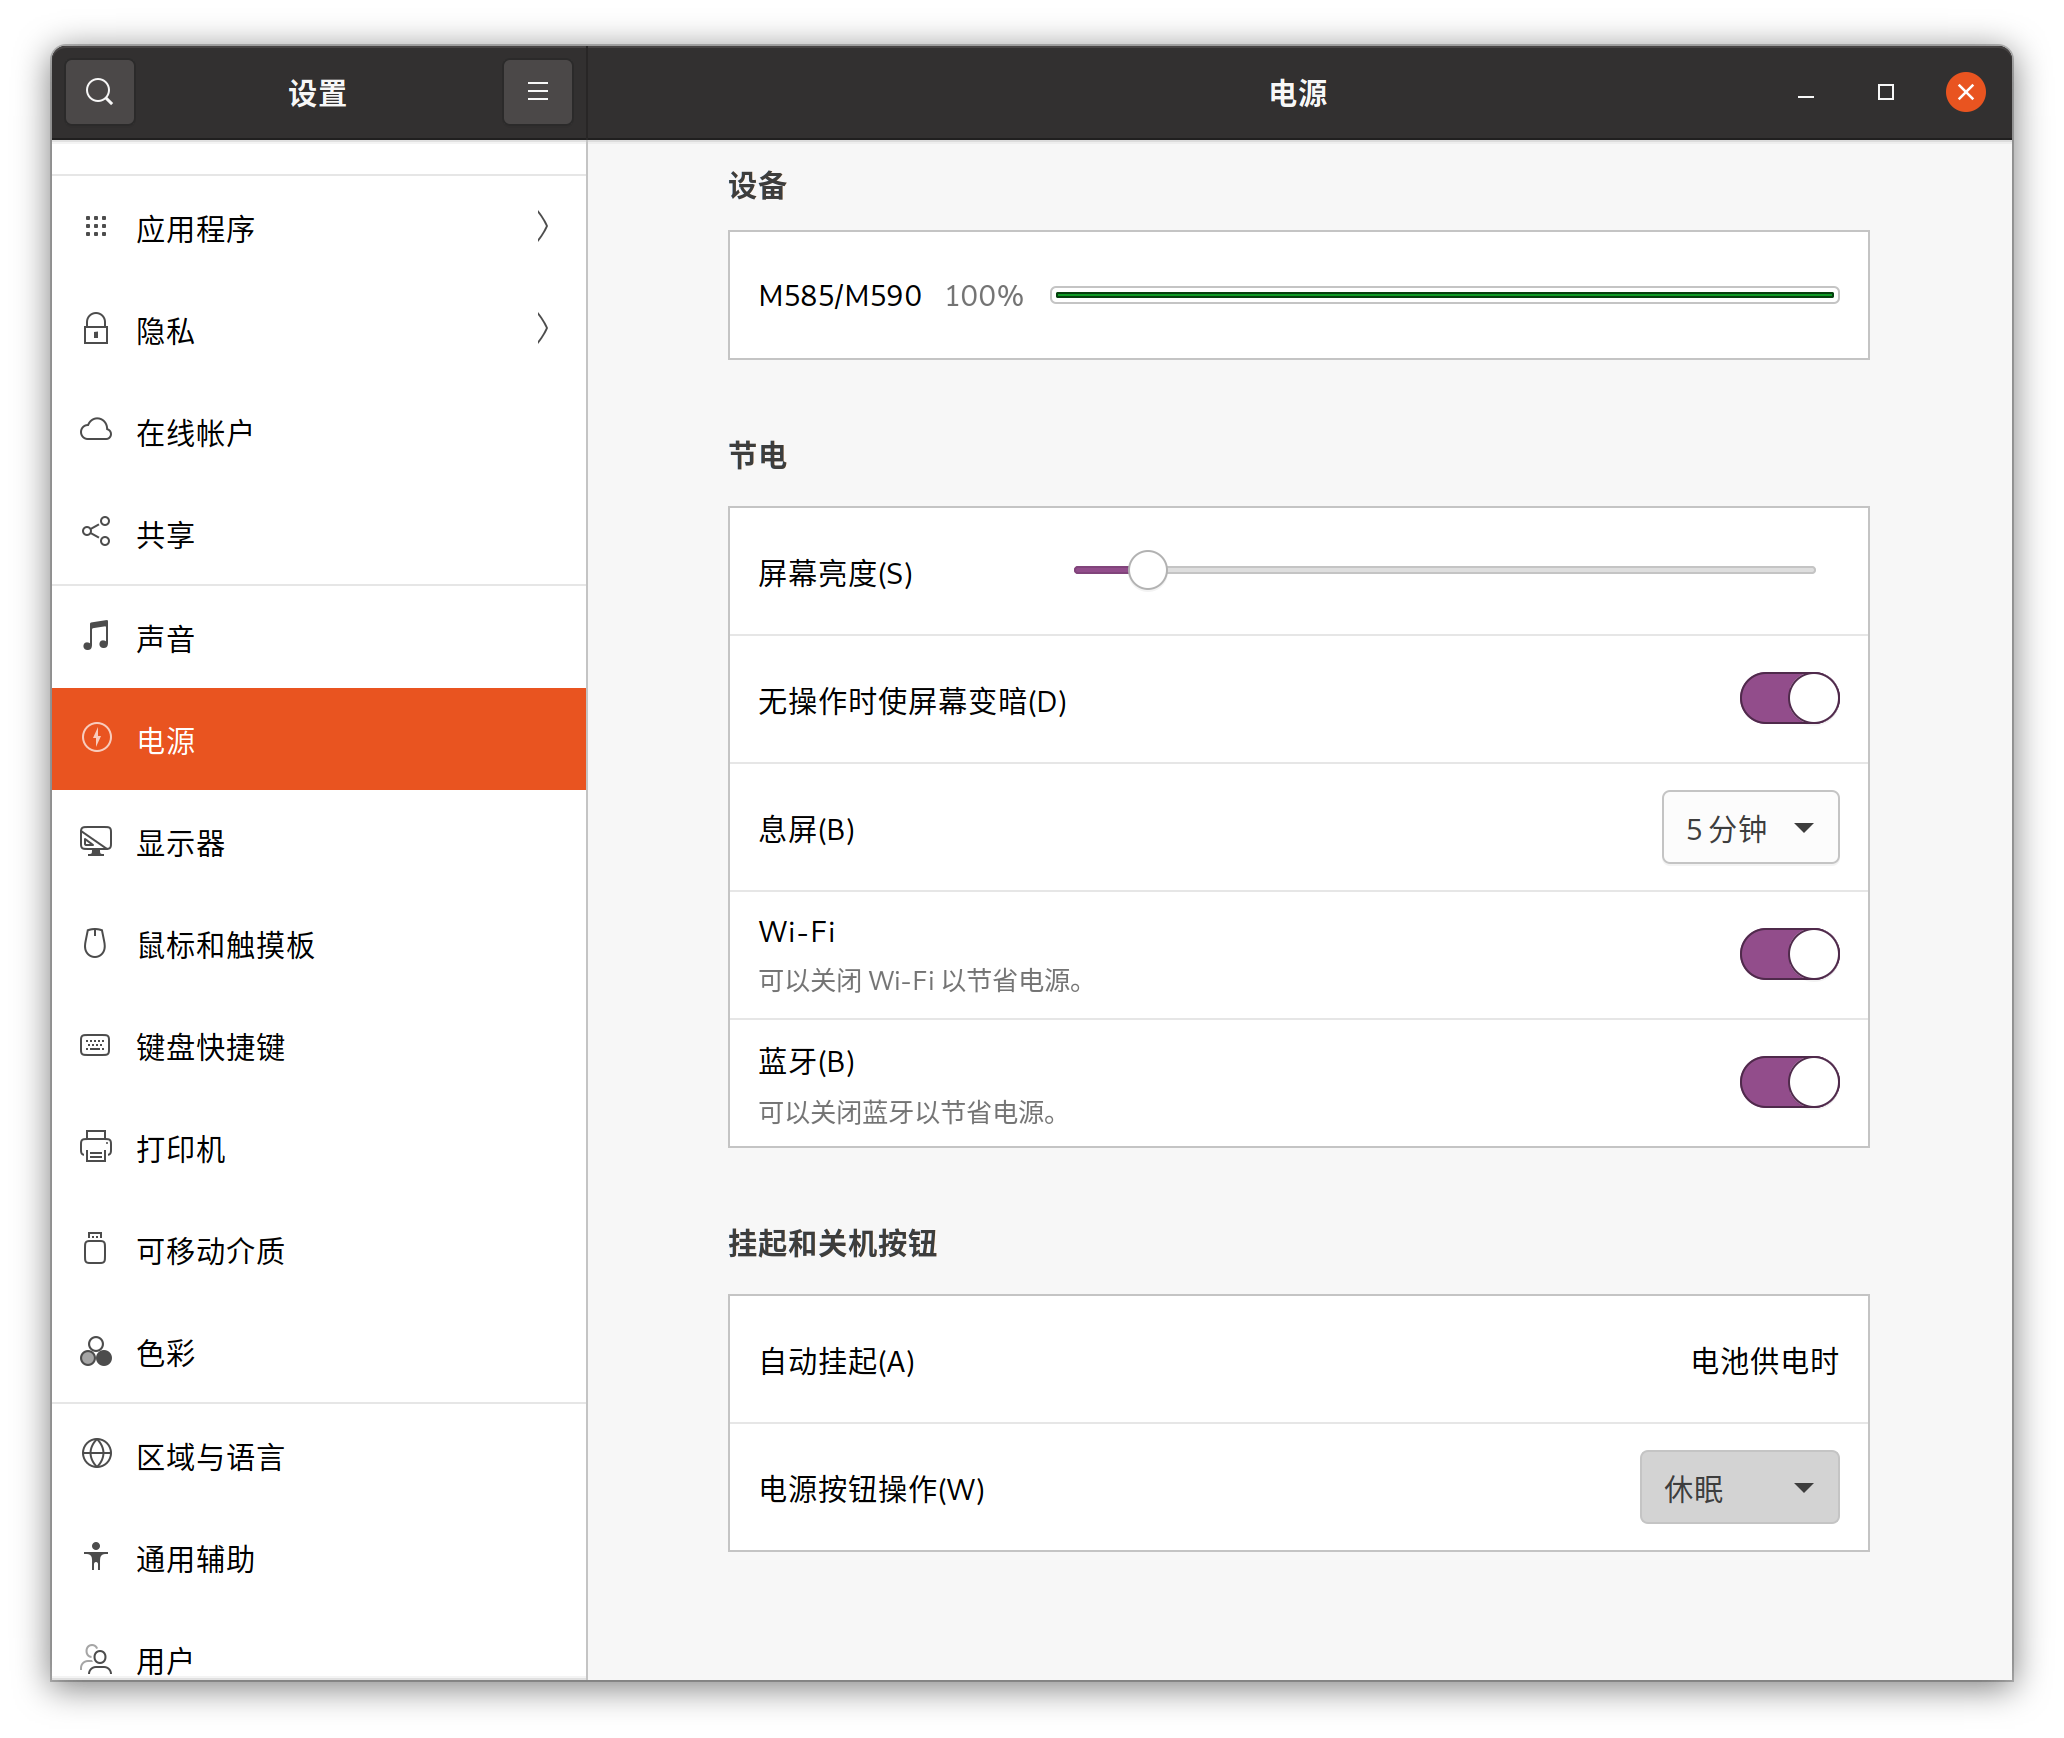 设置
电源
应用程序
隐私
在线帐户
共享
声音
电源
显示器
鼠标和触摸板
键盘快捷键
打印机
可移动介质
色彩
区域与语言
通用辅助
用户
设备
M585/M590 100%
节电
屏幕亮度(S)
无操作时使屏幕变暗(D)
息屏(B) 5 分钟
Wi-Fi
可以关闭 Wi-Fi 以节省电源。
蓝牙(B)
可以关闭蓝牙以节省电源。
挂起和关机按钮
自动挂起(A) 电池供电时
电源按钮操作(W) 休眠